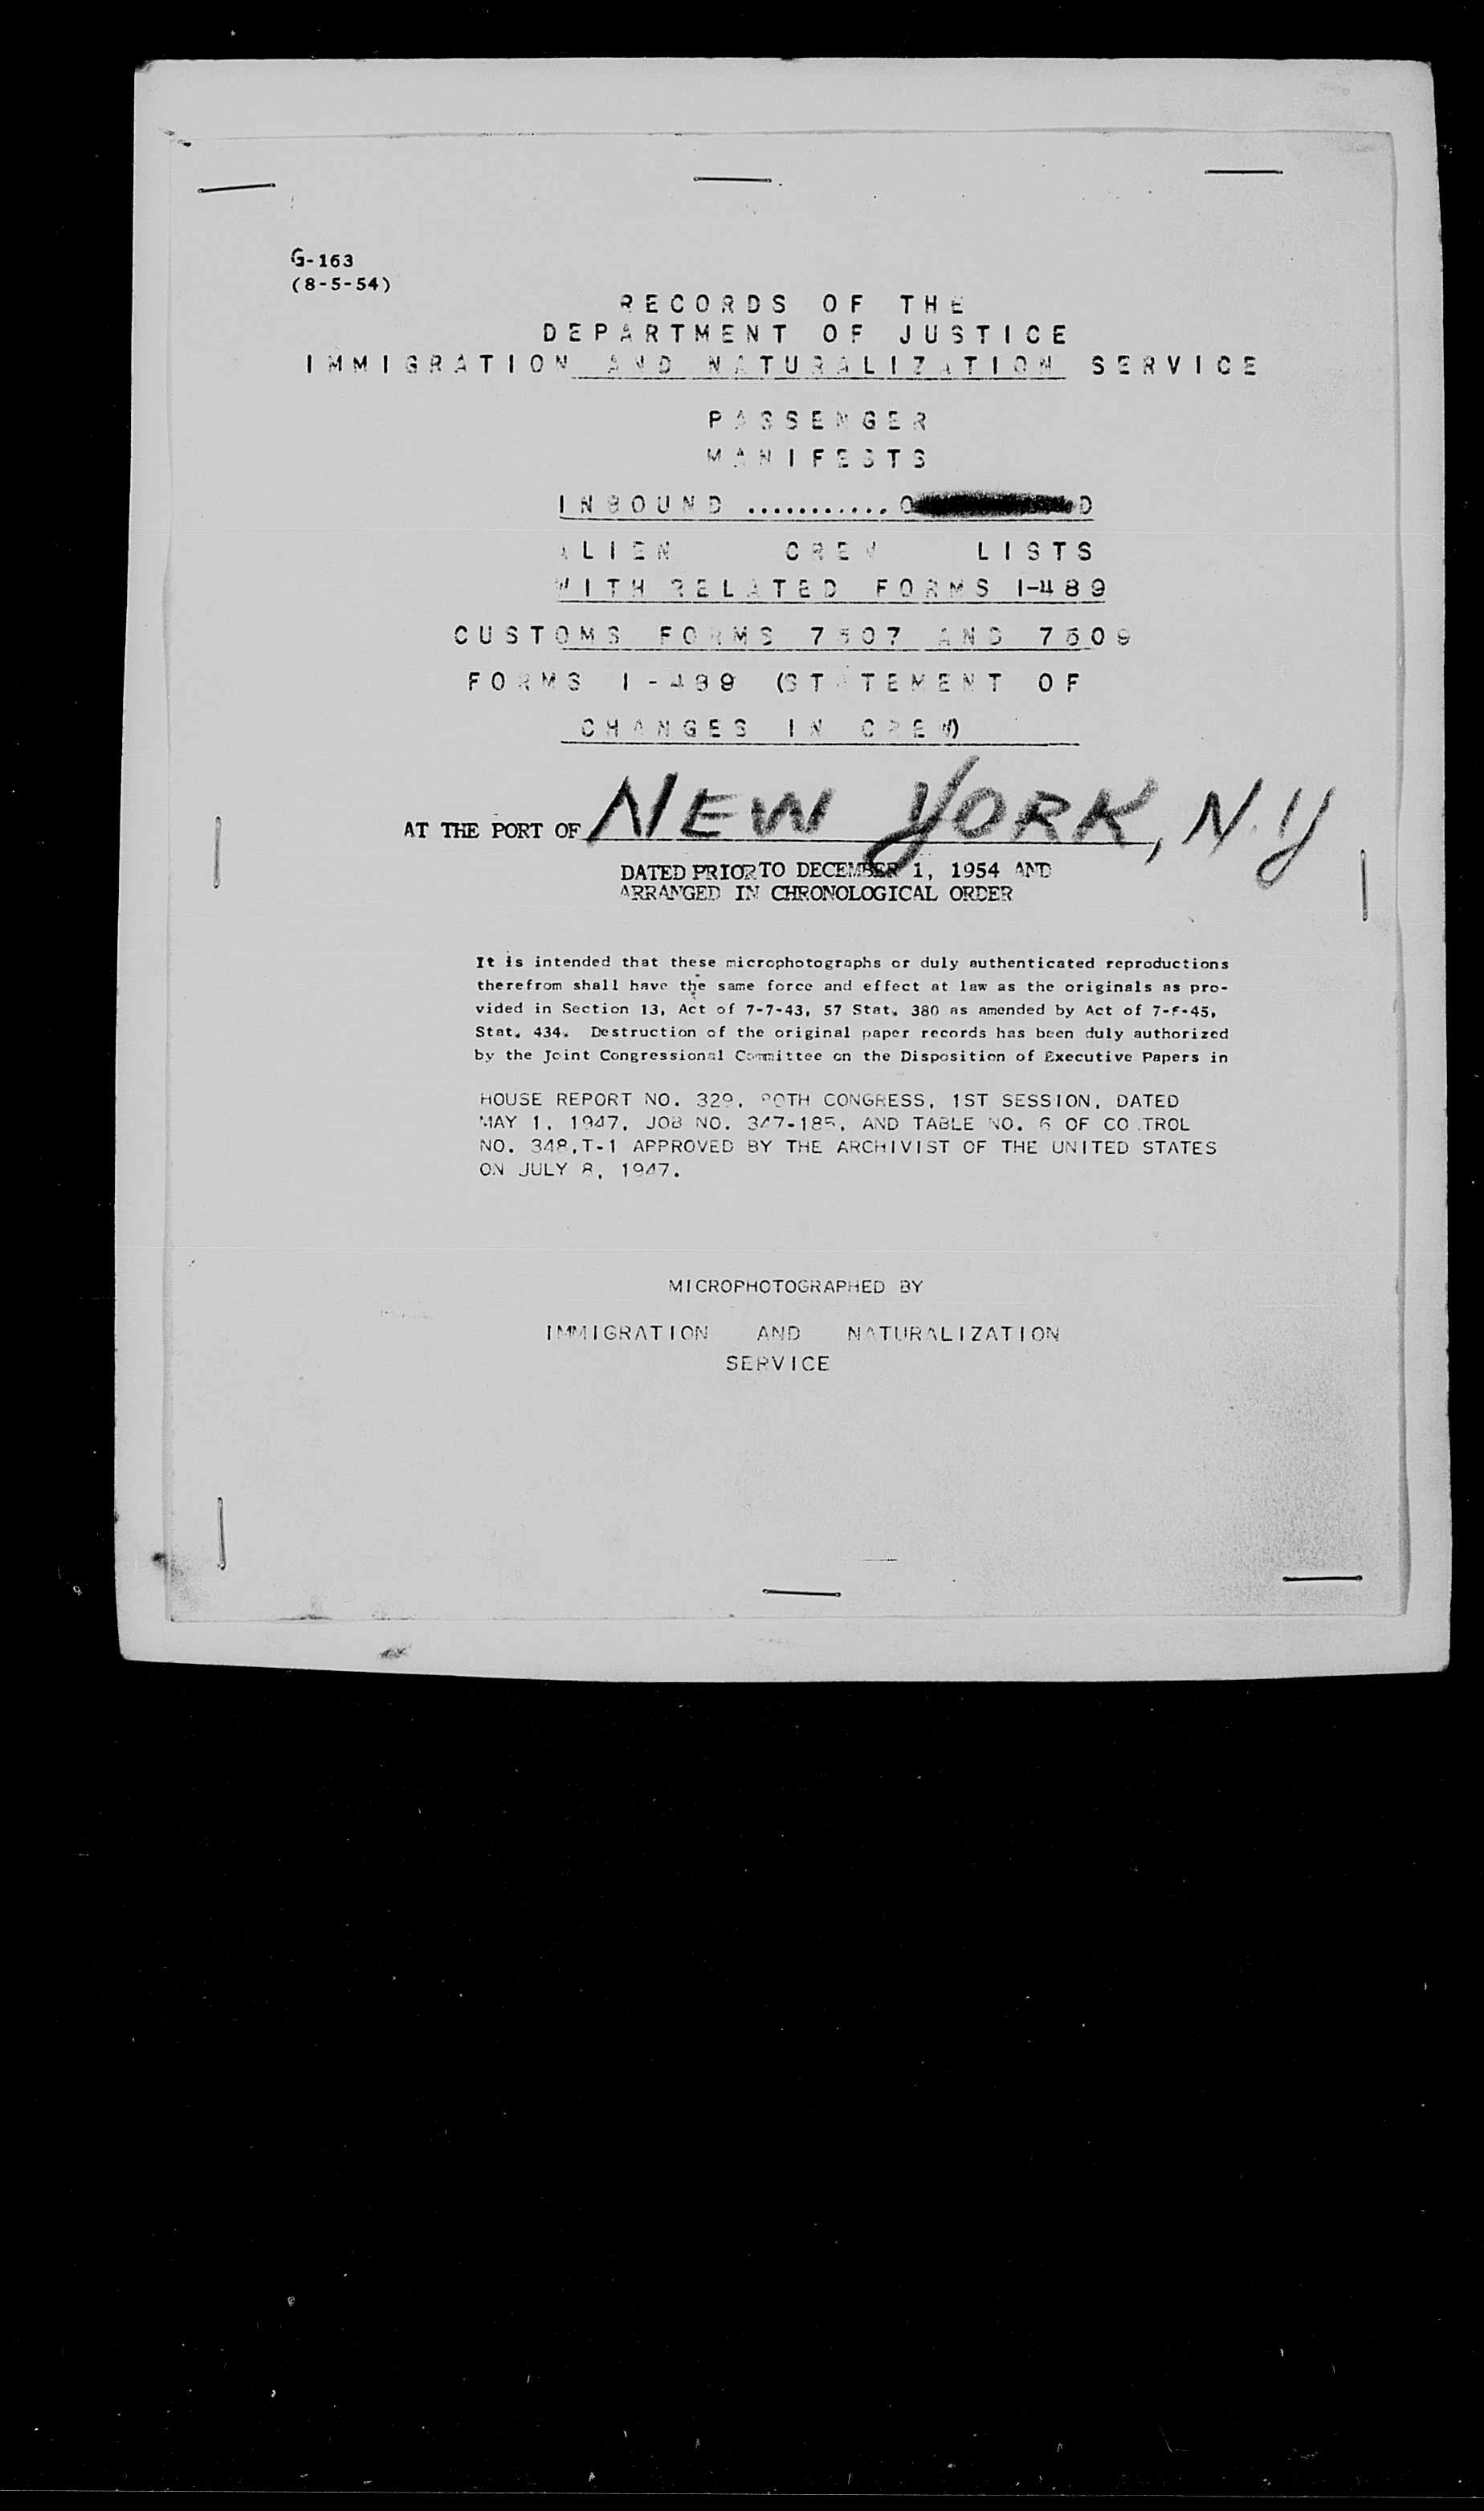 G-163
(8-5-54)
RECORDS OF THE
DEPARTMENT OF JUSTICE
IMMIGRATION AND NATURALIZATION SERVICE
PASSENGER
MANIFESTS
INBOUND ...........O D
ALIEN CREW LISTS
WITH RELATED FORMS I-489
CUSTOMS FORMS 7507 AND 7509
FORMS I-489 (STATEMENT OF
CHANGES IN CREW)
AT THE PORT OF NEW YORK, N.Y
DATED PRIOR TO DECEMBER 1, 1954 AND
ARRANGED IN CHRONOLOGICAL ORDER
It is intended that these microphotographs or duly authenticated reproductions
therefrom shall have the same force and effect at law as the originals as pro-
vided in Section 13, Act of 7-7-43, 57 Stat. 380 as amended by Act of
Stat. 434. Destruction of the original paper records has been duly authorized
by the Joint Congressional Committee on the Disposition of Executive Papers in
HOUSE REPORT NO. 329, 80TH CONGRESS, 1ST SESSION, DATED
MAY 1, 1947, JOB NO. 347-185, AND TABLE NO. 6 OF CO TROL
NO. 348,T-1 APPROVED BY THE ARCHIVIST OF THE UNITED STATES
ON JULY 8, 1947.
MICROPHOTOGRAPHED BY
IMMIGRATION AND NATURALIZATION
SERVICE